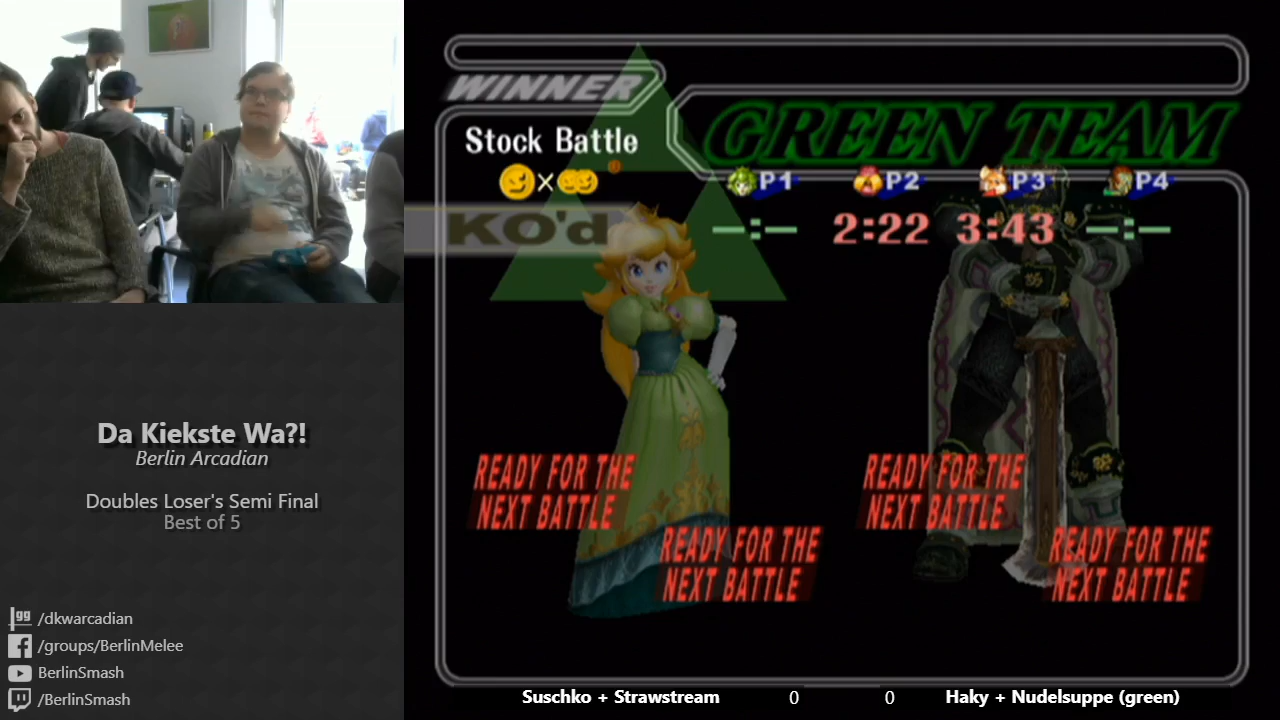 WINNER
GREEN TEAM
Stock Battle
P1 P2 P3 P4
KO'd
-:- 2:22 3:43 -:-
READY FOR THE
NEXT BATTLE
READY FOR THE
NEXT BATTLE
READY FOR THE
NEXT BATTLE
READY FOR THE
NEXT BATTLE
Da Kiekste Wa?!
Berlin Arcadian
Doubles Loser's Semi Final
Best of 5
gg /dkwarcadian
/groups/BerlinMelee
BerlinSmash
/BerlinSmash
Suschko + Strawstream 0 0 Haky + Nudelsuppe (green)